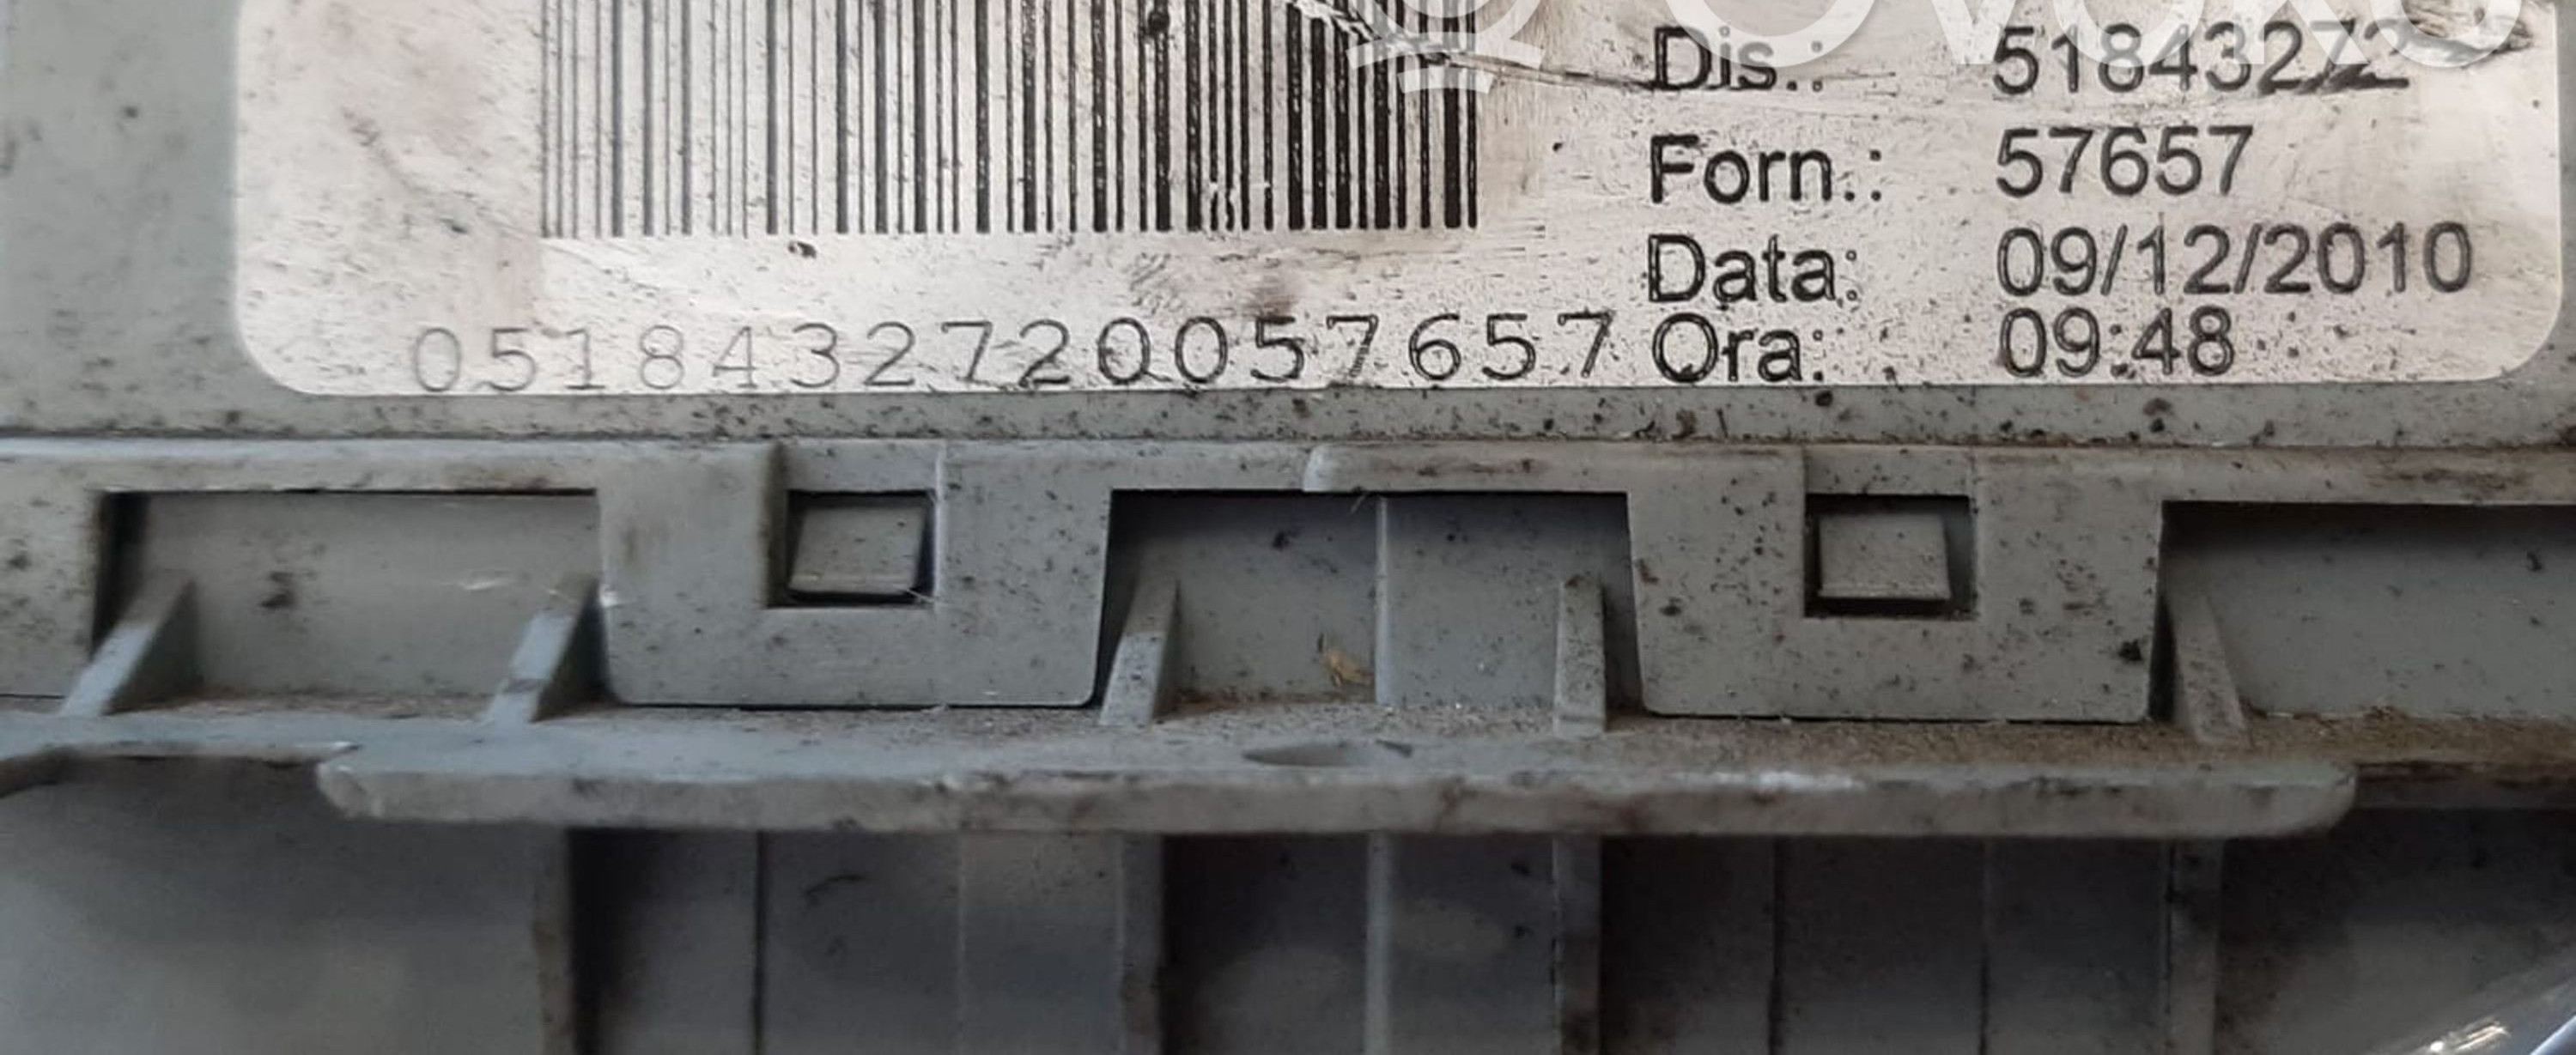 Dis.: 51843272
Forn.: 57657
Data: 09/12/2010
Ora: 09:48
0518432720057657